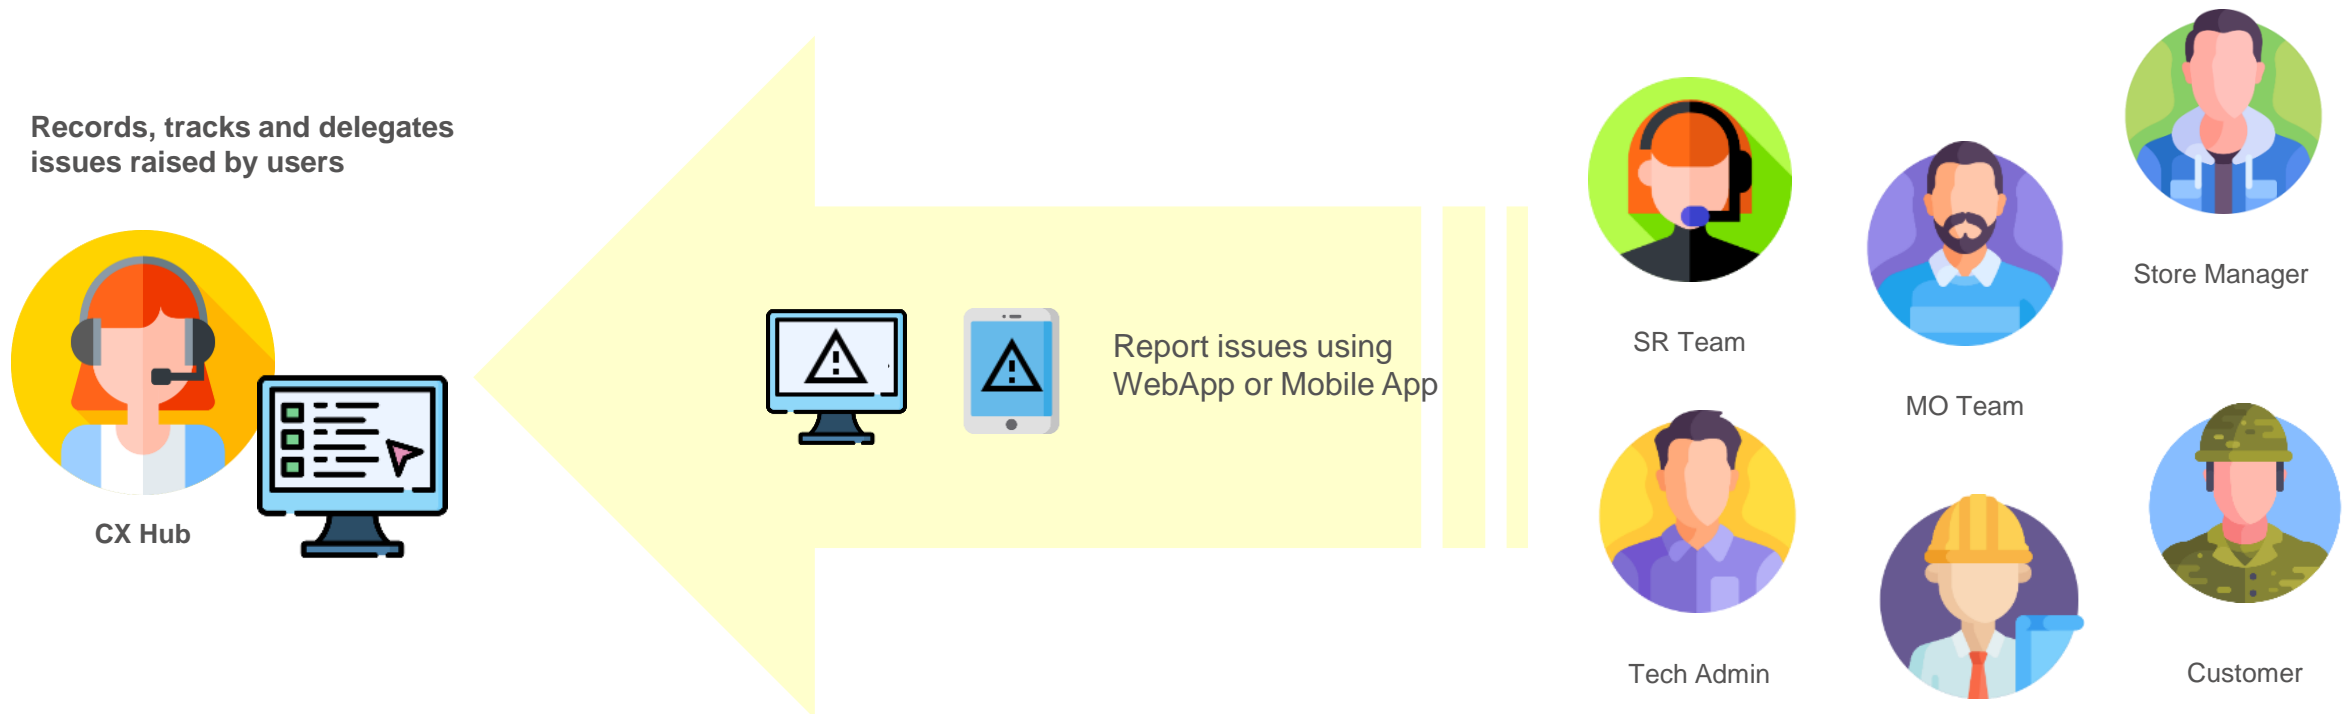 Records, tracks and delegates
issues raised by users
CX Hub
Report issues using
WebApp or Mobile App
SR Team
MO Team
Store Manager
Tech Admin
Customer